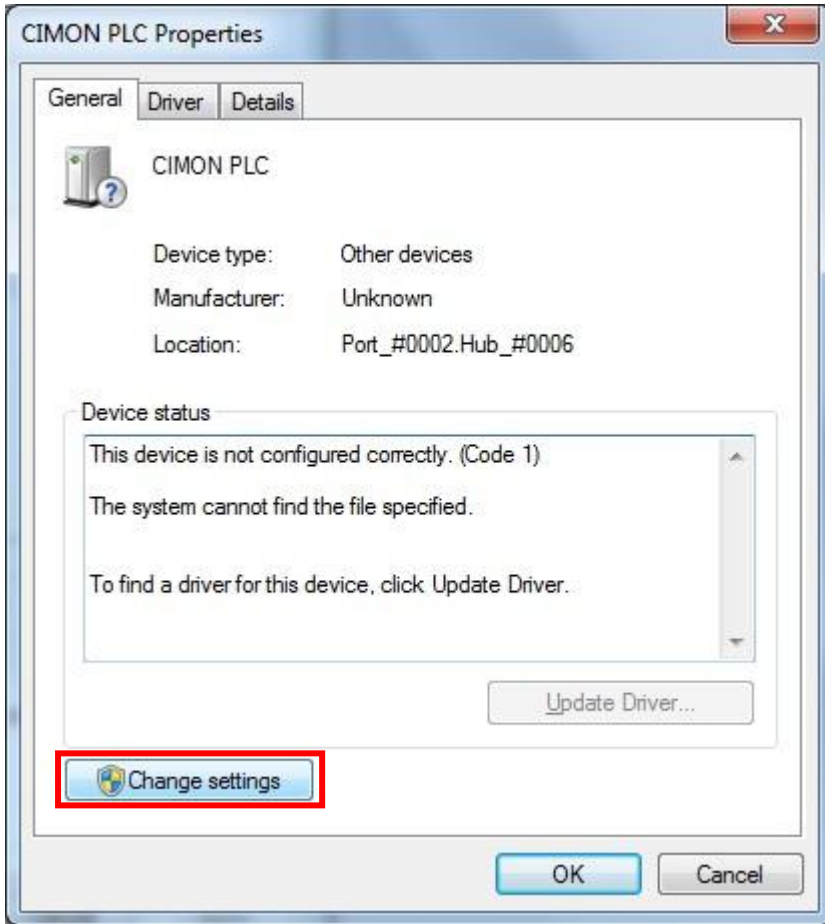 CIMON PLC Properties
General Driver Details
CIMON PLC
Device type: Other devices
Manufacturer: Unknown
Location: Port_#0002.Hub_#0006
Device status
This device is not configured correctly. (Code 1)
The system cannot find the file specified.
To find a driver for this device, click Update Driver.
Update Driver...
Change settings
OK Cancel